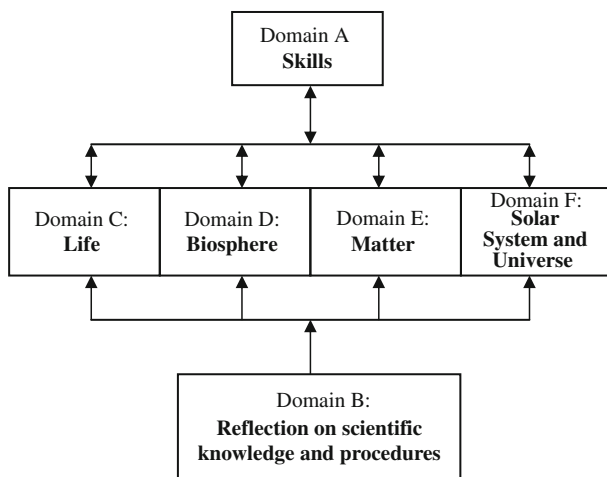 Domain A
Skills
Domain C:
Life
Domain D:
Biosphere
Domain E:
Matter
Domain F:
Solar
System and
Universe
Domain B:
Reflection on scientific
knowledge and procedures